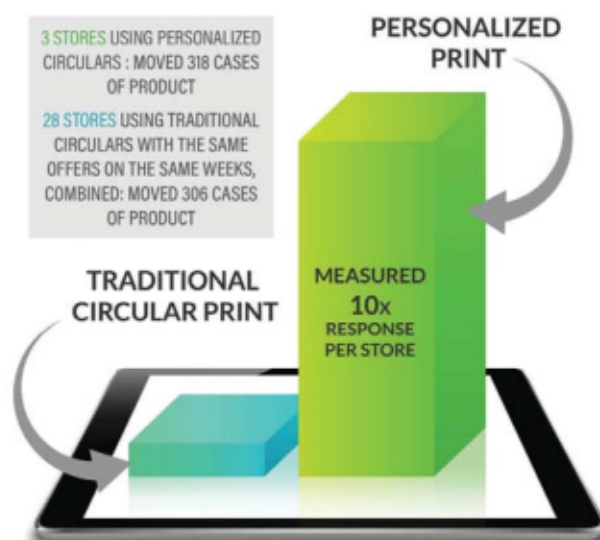 3 STORES USING PERSONALIZED
CIRCULARS : MOVED 318 CASES
OF PRODUCT
28 STORES USING TRADITIONAL
CIRCULARS WITH THE SAME
OFFERS ON THE SAME WEEKS,
COMBINED: MOVED 306 CASES
OF PRODUCT
PERSONALIZED
PRINT
TRADITIONAL
CIRCULAR PRINT
MEASURED
10x
RESPONSE
PER STORE